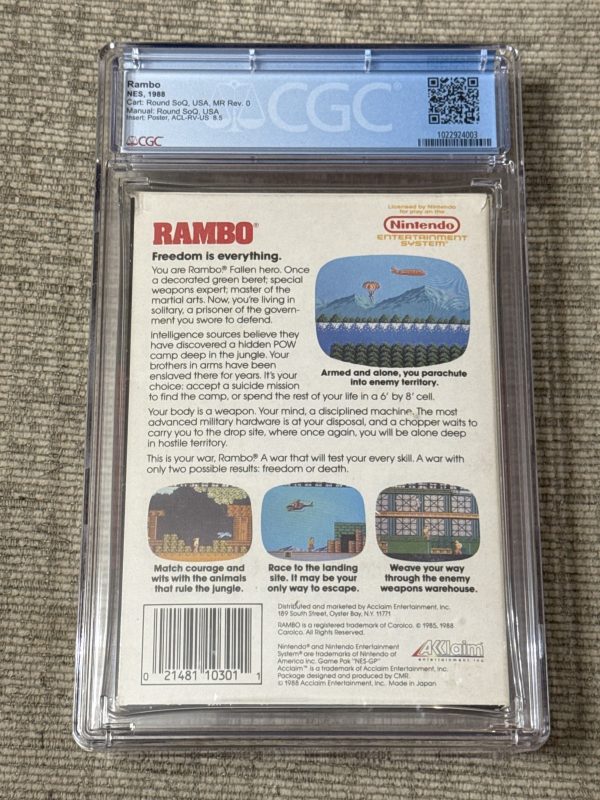 Rambo
NES, 1988
Cart: Round SoQ, USA, MR Rev. 0
Manual: Round SoQ, USA
Insert: Poster, ACL-RV-US 8.5
CGC
CGC
1022924003
RAMBO®
Licensed by Nintendo
for play on the
Nintendo
ENTERTAINMENT
SYSTEM®
Freedom is everything.
You are Rambo® Fallen hero. Once
a decorated green beret; special
weapons expert; master of the
martial arts. Now, you're living in
solitary, a prisoner of the govern-
ment you swore to defend.
Intelligence sources believe they
have discovered a hidden POW
camp deep in the jungle. Your
brothers in arms have been
enslaved there for years. It's your
choice: accept a suicide mission
to find the camp, or spend the rest of your life in a 6' by 8' cell.
Armed and alone, you parachute
into enemy territory.
Your body is a weapon. Your mind, a disciplined machine. The most
advanced military hardware is at your disposal, and a chopper waits to
carry you to the drop site, where once again, you will be alone deep
in hostile territory.
This is your war, Rambo® A war that will test your every skill. A war with
only two possible results: freedom or death.
Match courage and
wits with the animals
that rule the jungle.
Race to the landing
site. It may be your
only way to escape.
Weave your way
through the enemy
weapons warehouse.
Distributed and marketed by Acclaim Entertainment, Inc.
189 South Street, Oyster Bay, N.Y. 11771
RAMBO is a registered trademark of Carolco. © 1985, 1988
Carolco. All Rights Reserved.
Nintendo® and Nintendo Entertainment
System® are trademarks of Nintendo of
America Inc. Game Pak "NES-GP"
Acclaim™ is a trademark of Acclaim Entertainment, Inc.
Package designed and produced by CMR.
© 1988 Acclaim Entertainment, Inc. Made in Japan
AKKlaim
entertainment inc
0 21481 10301 1